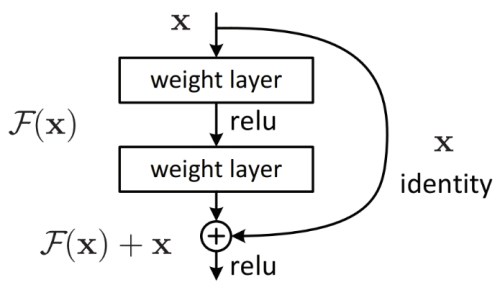 x
weight layer
relu
𝓕(x)
x
identity
weight layer
𝓕(x) + x
+
relu